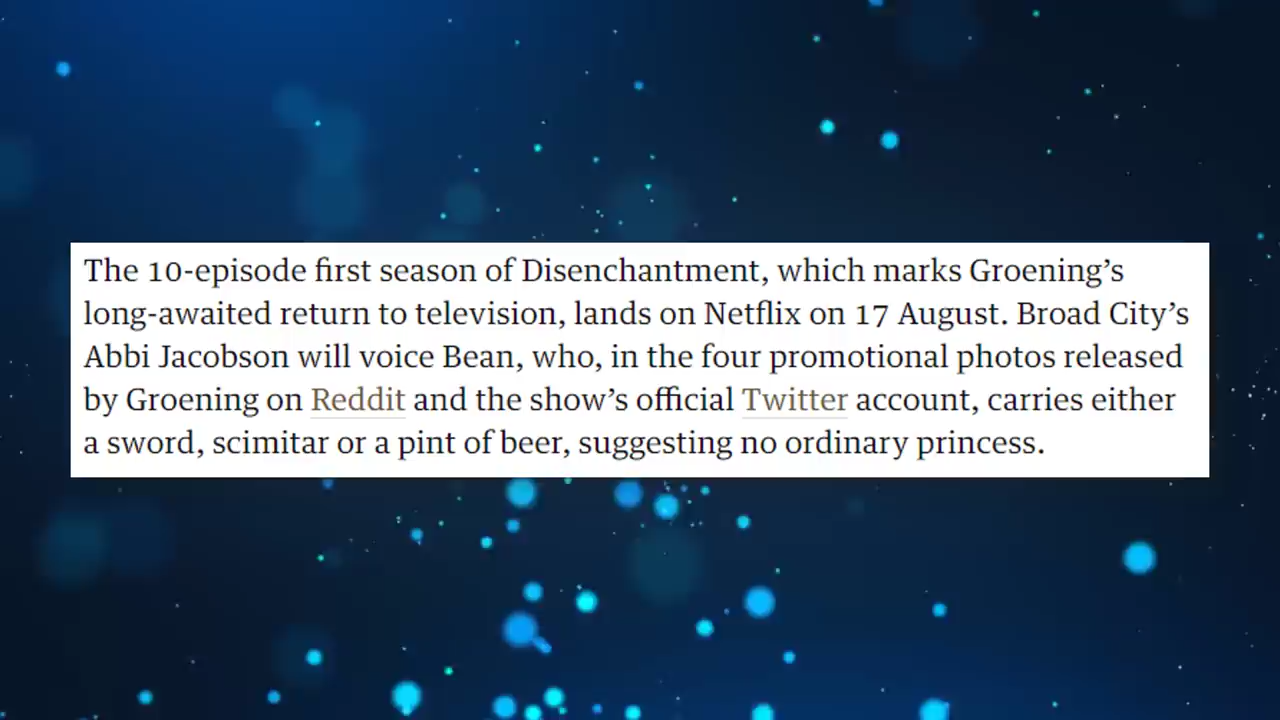 The 10-episode first season of Disenchantment, which marks Groening’s
long-awaited return to television, lands on Netflix on 17 August. Broad City’s
Abbi Jacobson will voice Bean, who, in the four promotional photos released
by Groening on Reddit and the show’s official Twitter account, carries either
a sword, scimitar or a pint of beer, suggesting no ordinary princess.